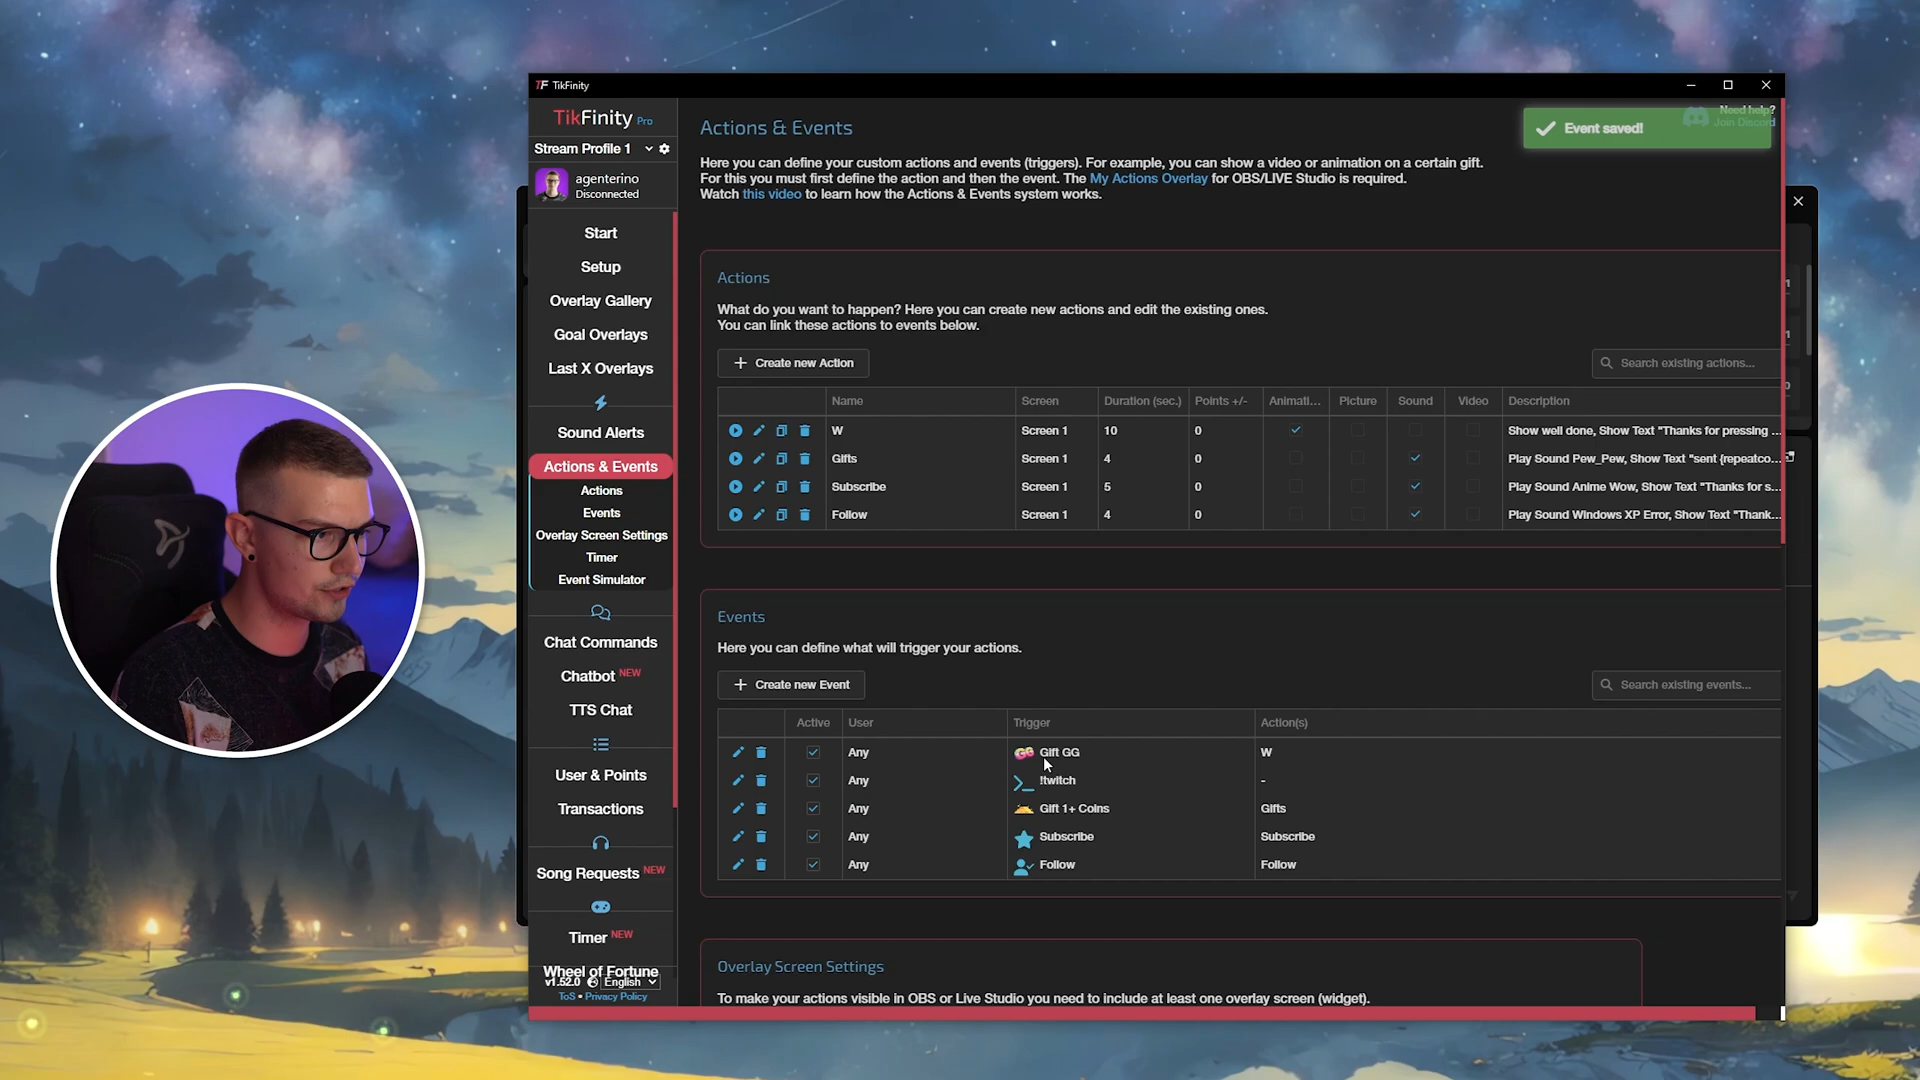 TF TikFinity
TikFinity Pro
Stream Profile 1
agenterino
Disconnected
Start
Setup
Overlay Gallery
Goal Overlays
Last X Overlays
Sound Alerts
Actions & Events
Actions
Events
Overlay Screen Settings
Timer
Event Simulator
Chat Commands
Chatbot NEW
TTS Chat
User & Points
Transactions
Song Requests NEW
Timer NEW
Wheel of Fortune
v1.52.0 English
ToS • Privacy Policy
Actions & Events
Need help?
Join Discord
Event saved!
Here you can define your custom actions and events (triggers). For example, you can show a video or animation on a certain gift.
For this you must first define the action and then the event. The My Actions Overlay for OBS/LIVE Studio is required.
Watch this video to learn how the Actions & Events system works.
Actions
What do you want to happen? Here you can create new actions and edit the existing ones.
You can link these actions to events below.
+ Create new Action
Search existing actions...
Name Screen Duration (sec.) Points +/- Animati... Picture Sound Video Description
W Screen 1 10 0 Show well done, Show Text "Thanks for pressing ...
Gifts Screen 1 4 0 Play Sound Pew_Pew, Show Text "sent {repeatco...
Subscribe Screen 1 5 0 Play Sound Anime Wow, Show Text "Thanks for s...
Follow Screen 1 4 0 Play Sound Windows XP Error, Show Text "Thank...
Events
Here you can define what will trigger your actions.
+ Create new Event
Search existing events...
Active User Trigger Action(s)
Any Gift GG W
Any !twitch -
Any Gift 1+ Coins Gifts
Any Subscribe Subscribe
Any Follow Follow
Overlay Screen Settings
To make your actions visible in OBS or Live Studio you need to include at least one overlay screen (widget).